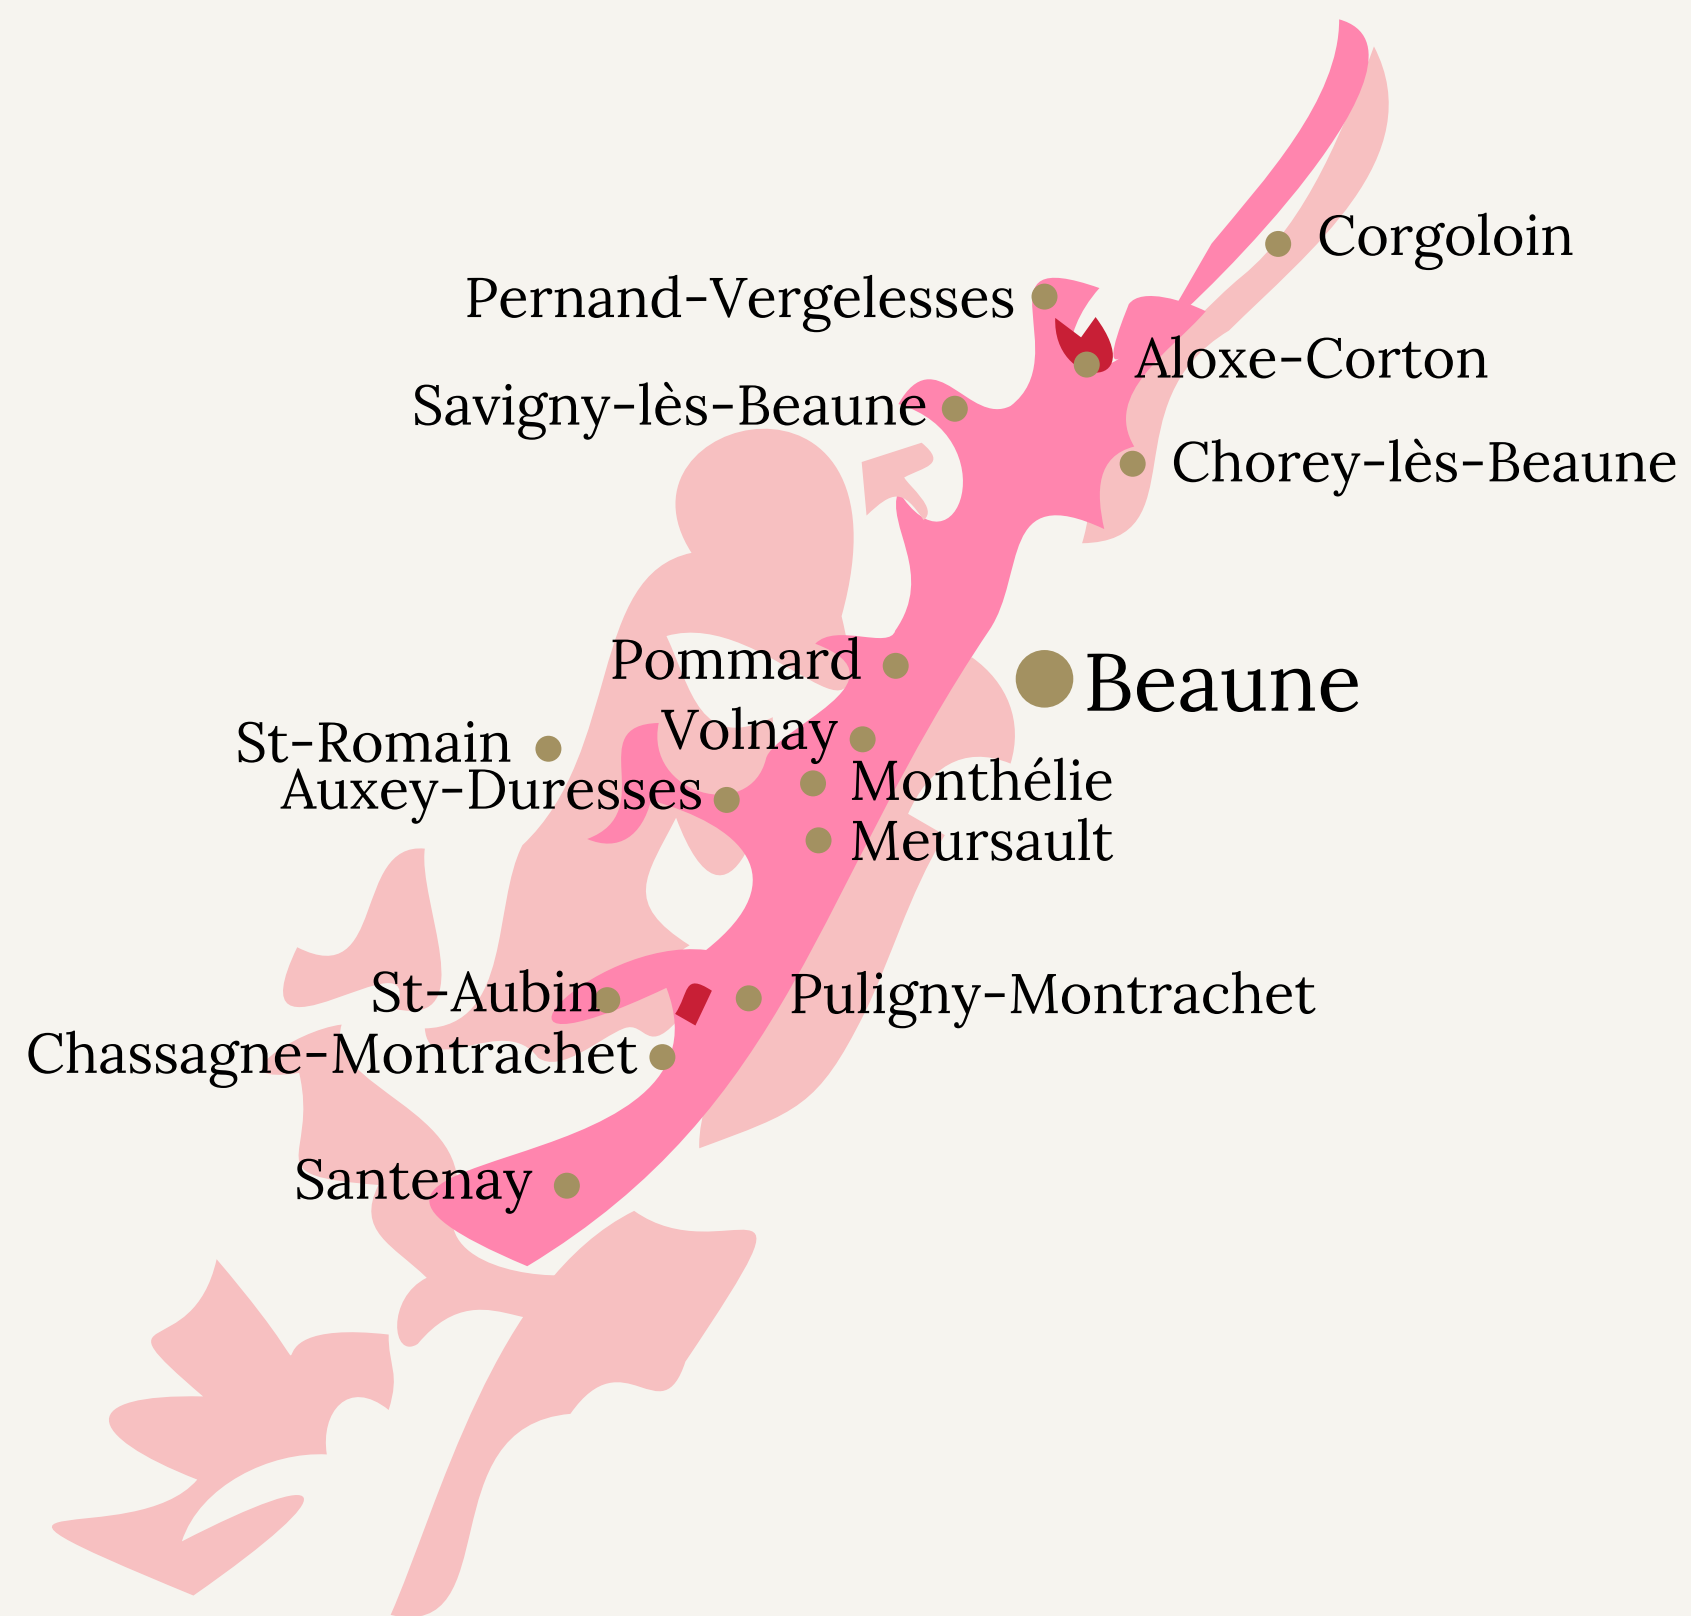 Corgoloin
Pernand-Vergelesses
Aloxe-Corton
Savigny-lès-Beaune
Chorey-lès-Beaune
Pommard
Beaune
Volnay
St-Romain
Monthélie
Auxey-Duresses
Meursault
St-Aubin
Puligny-Montrachet
Chassagne-Montrachet
Santenay